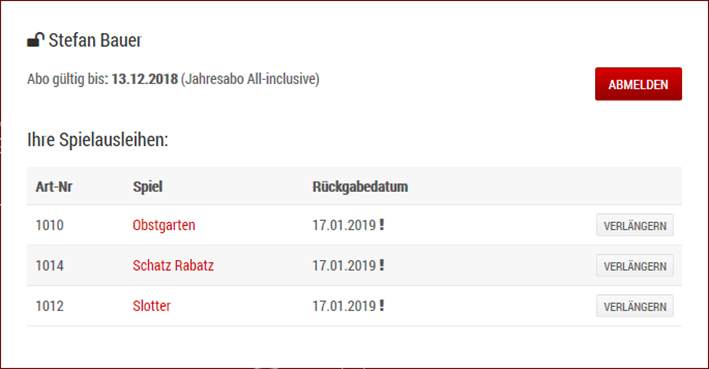 Stefan Bauer
Abo gültig bis: 13.12.2018 (Jahresabo All-inclusive)
ABMELDEN
Ihre Spielausleihen:
Art-Nr Spiel Rückgabedatum
1010 Obstgarten 17.01.2019 ! VERLÄNGERN
1014 Schatz Rabatz 17.01.2019 ! VERLÄNGERN
1012 Slotter 17.01.2019 ! VERLÄNGERN